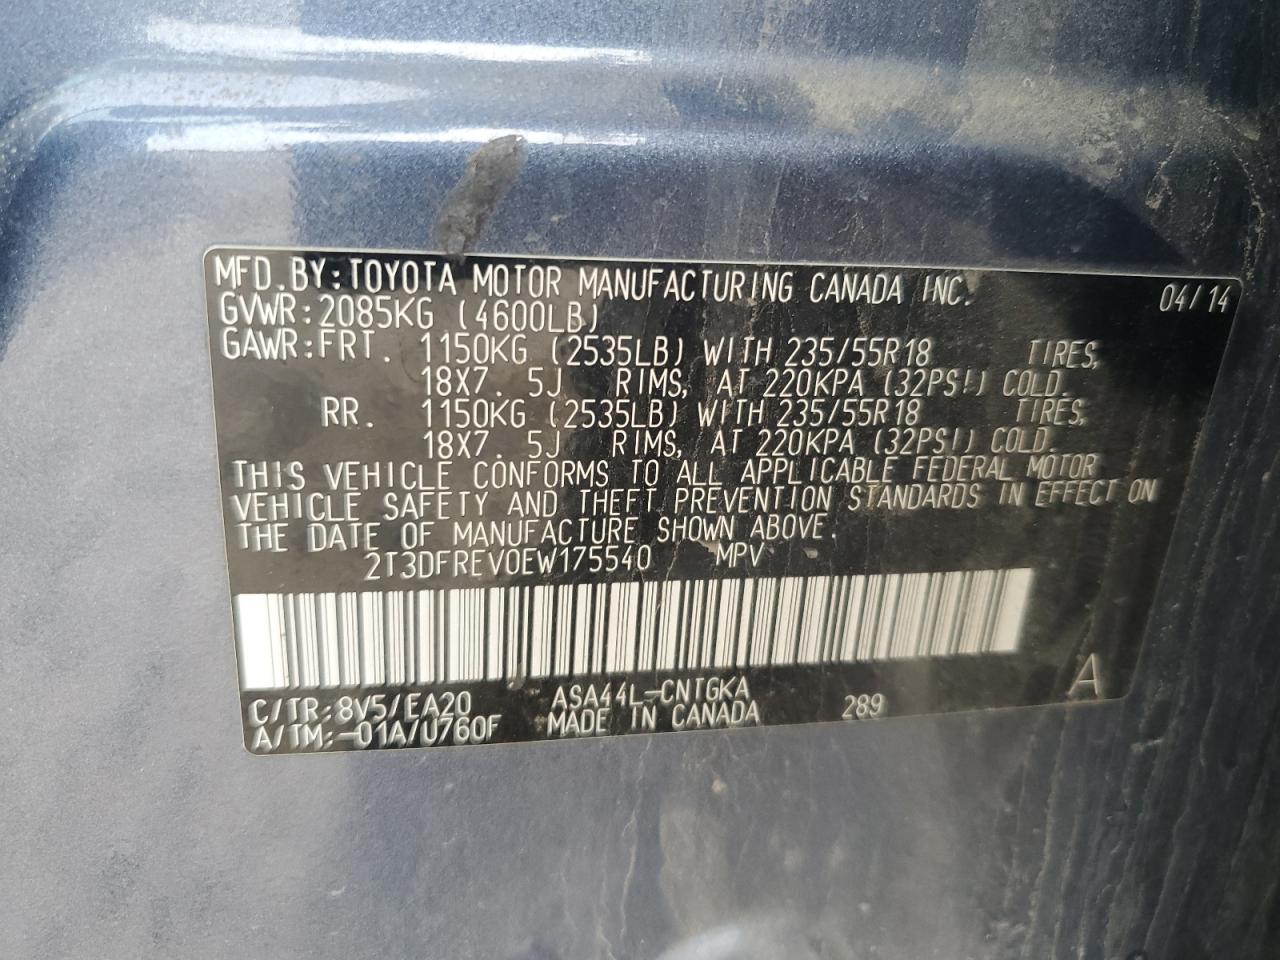 MFD.BY:TOYOTA MOTOR MANUFACTURING CANADA INC. 04/14
GVWR:2085KG (4600LB)
GAWR:FRT. 1150KG (2535LB) WITH 235/55R18 TIRES,
18X7. 5J RIMS, AT 220KPA (32PSI) COLD.
RR. 1150KG (2535LB) WITH 235/55R18 TIRES,
18X7. 5J RIMS, AT 220KPA (32PSI) COLD.
THIS VEHICLE CONFORMS TO ALL APPLICABLE FEDERAL MOTOR
VEHICLE SAFETY AND THEFT PREVENTION STANDARDS IN EFFECT ON
THE DATE OF MANUFACTURE SHOWN ABOVE.
2T3DFREV0EW175540 MPV
C/TR:8V5/EA20 ASA44L-CNTGKA 289 A
A/TM:-01A/U760F MADE IN CANADA